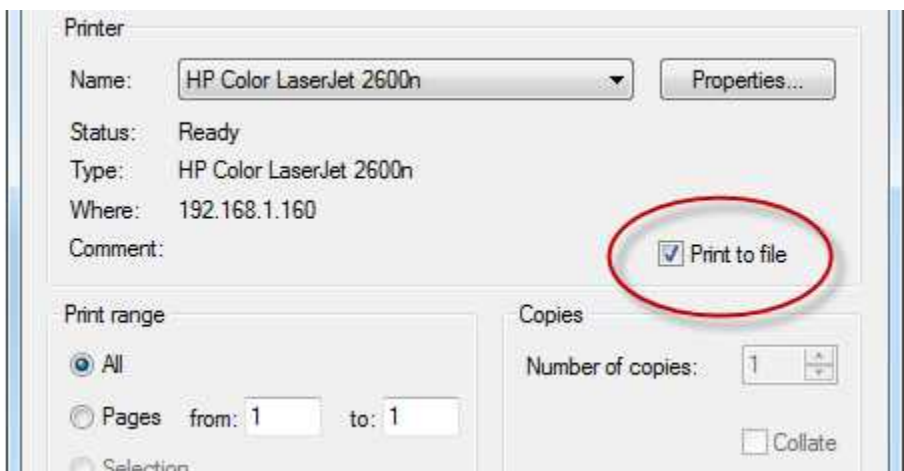 Printer
Name: HP Color LaserJet 2600n Properties...
Status: Ready
Type: HP Color LaserJet 2600n
Where: 192.168.1.160
Comment:
Print to file
Print range
All
Pages from: 1 to: 1
Selection
Copies
Number of copies: 1
Collate